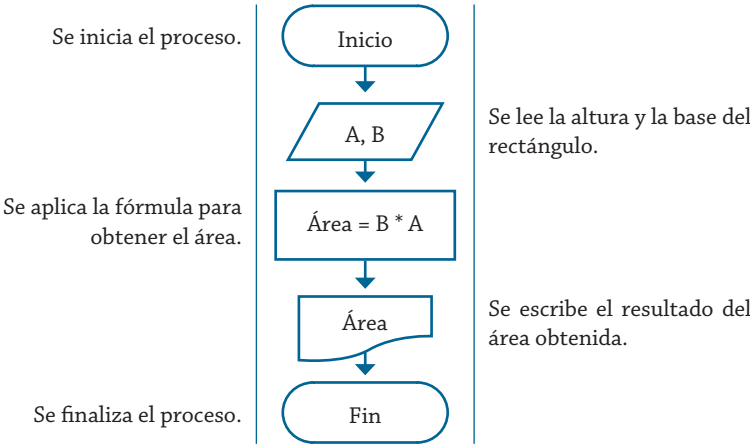 Se inicia el proceso.
Inicio
A, B
Se lee la altura y la base del
rectángulo.
Se aplica la fórmula para
obtener el área.
Área = B * A
Área
Se escribe el resultado del
área obtenida.
Se finaliza el proceso.
Fin